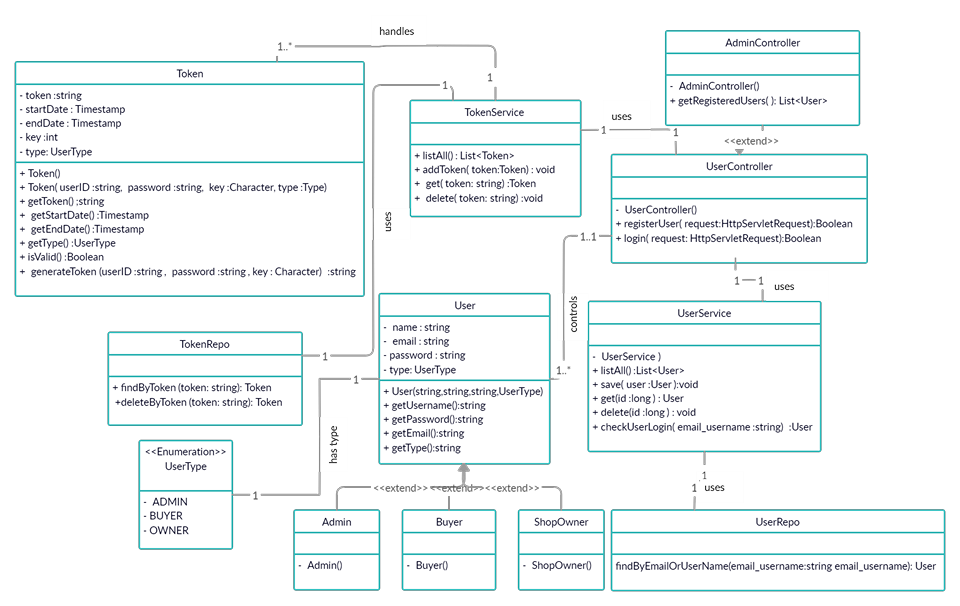 handles
1..*
1
Token
- token :string
- startDate : Timestamp
- endDate : Timestamp
- key :int
- type: UserType
+ Token()
+ Token( userID :string, password :string, key :Character, type :Type)
+ getToken() ;string
+ getStartDate() :Timestamp
+ getEndDate() :Timestamp
+ getType() :UserType
+ isValid() :Boolean
+ generateToken (userID :string , password :string , key : Character) :string
1
uses
TokenService
+ listAll() : List<Token>
+ addToken( token:Token) : void
+ get( token: string) :Token
+ delete( token: string) :void
1
uses
1
AdminController
- AdminController()
+ getRegisteredUsers( ): List<User>
<<extend>>
UserController
- UserController()
+ registerUser( request:HttpServletRequest):Boolean
+ login( request: HttpServletRequest):Boolean
1..1
controls
1..*
1
1
uses
User
- name : string
- email : string
- password : string
- type: UserType
+ User(string,string,string,UserType)
+ getUsername():string
+ getPassword():string
+ getEmail():string
+ getType():string
UserService
- UserService )
+ listAll() :List<User>
+ save( user :User ):void
+ get(id :long ) : User
+ delete(id :long ) : void
+ checkUserLogin( email_username :string) :User
TokenRepo
+ findByToken (token: string): Token
+deleteByToken (token: string): Token
1
1
has type
1
<<Enumeration>>
UserType
- ADMIN
- BUYER
- OWNER
<<extend>>
<<extend>>
<<extend>>
1
1
uses
Admin
- Admin()
Buyer
- Buyer()
ShopOwner
- ShopOwner()
UserRepo
findByEmailOrUserName(email_username:string email_username): User